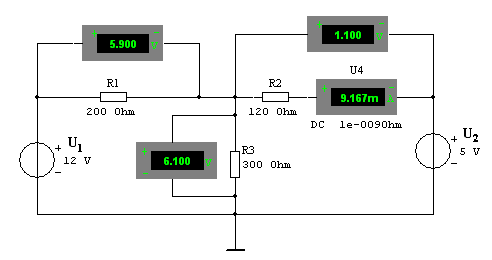 + 5.900 – V
+ 1.100 – V
U4
R1
R2
+ 9.167m – A
200 Ohm
120 Ohm
DC 1e-009Ohm
U1
+
12 V
–
+ 6.100 – V
R3
300 Ohm
+ U2
5 V
–